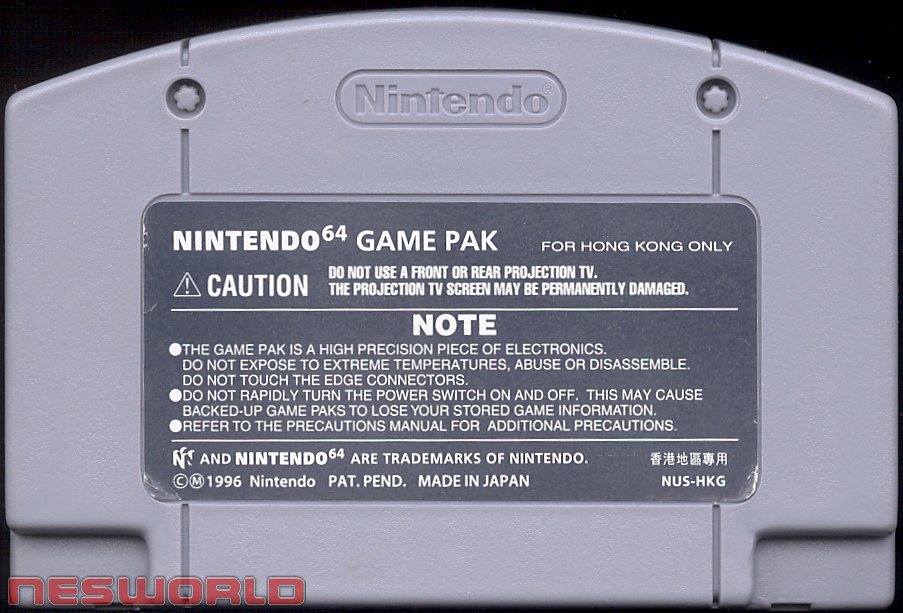 Nintendo®
NINTENDO64 GAME PAK FOR HONG KONG ONLY
⚠ CAUTION DO NOT USE A FRONT OR REAR PROJECTION TV.
THE PROJECTION TV SCREEN MAY BE PERMANENTLY DAMAGED.
NOTE
●THE GAME PAK IS A HIGH PRECISION PIECE OF ELECTRONICS.
DO NOT EXPOSE TO EXTREME TEMPERATURES, ABUSE OR DISASSEMBLE.
DO NOT TOUCH THE EDGE CONNECTORS.
●DO NOT RAPIDLY TURN THE POWER SWITCH ON AND OFF. THIS MAY CAUSE
BACKED-UP GAME PAKS TO LOSE YOUR STORED GAME INFORMATION.
●REFER TO THE PRECAUTIONS MANUAL FOR ADDITIONAL PRECAUTIONS.
AND NINTENDO64 ARE TRADEMARKS OF NINTENDO. 香港地區專用
©Ⓜ1996 Nintendo PAT. PEND. MADE IN JAPAN NUS-HKG
NESWORLD